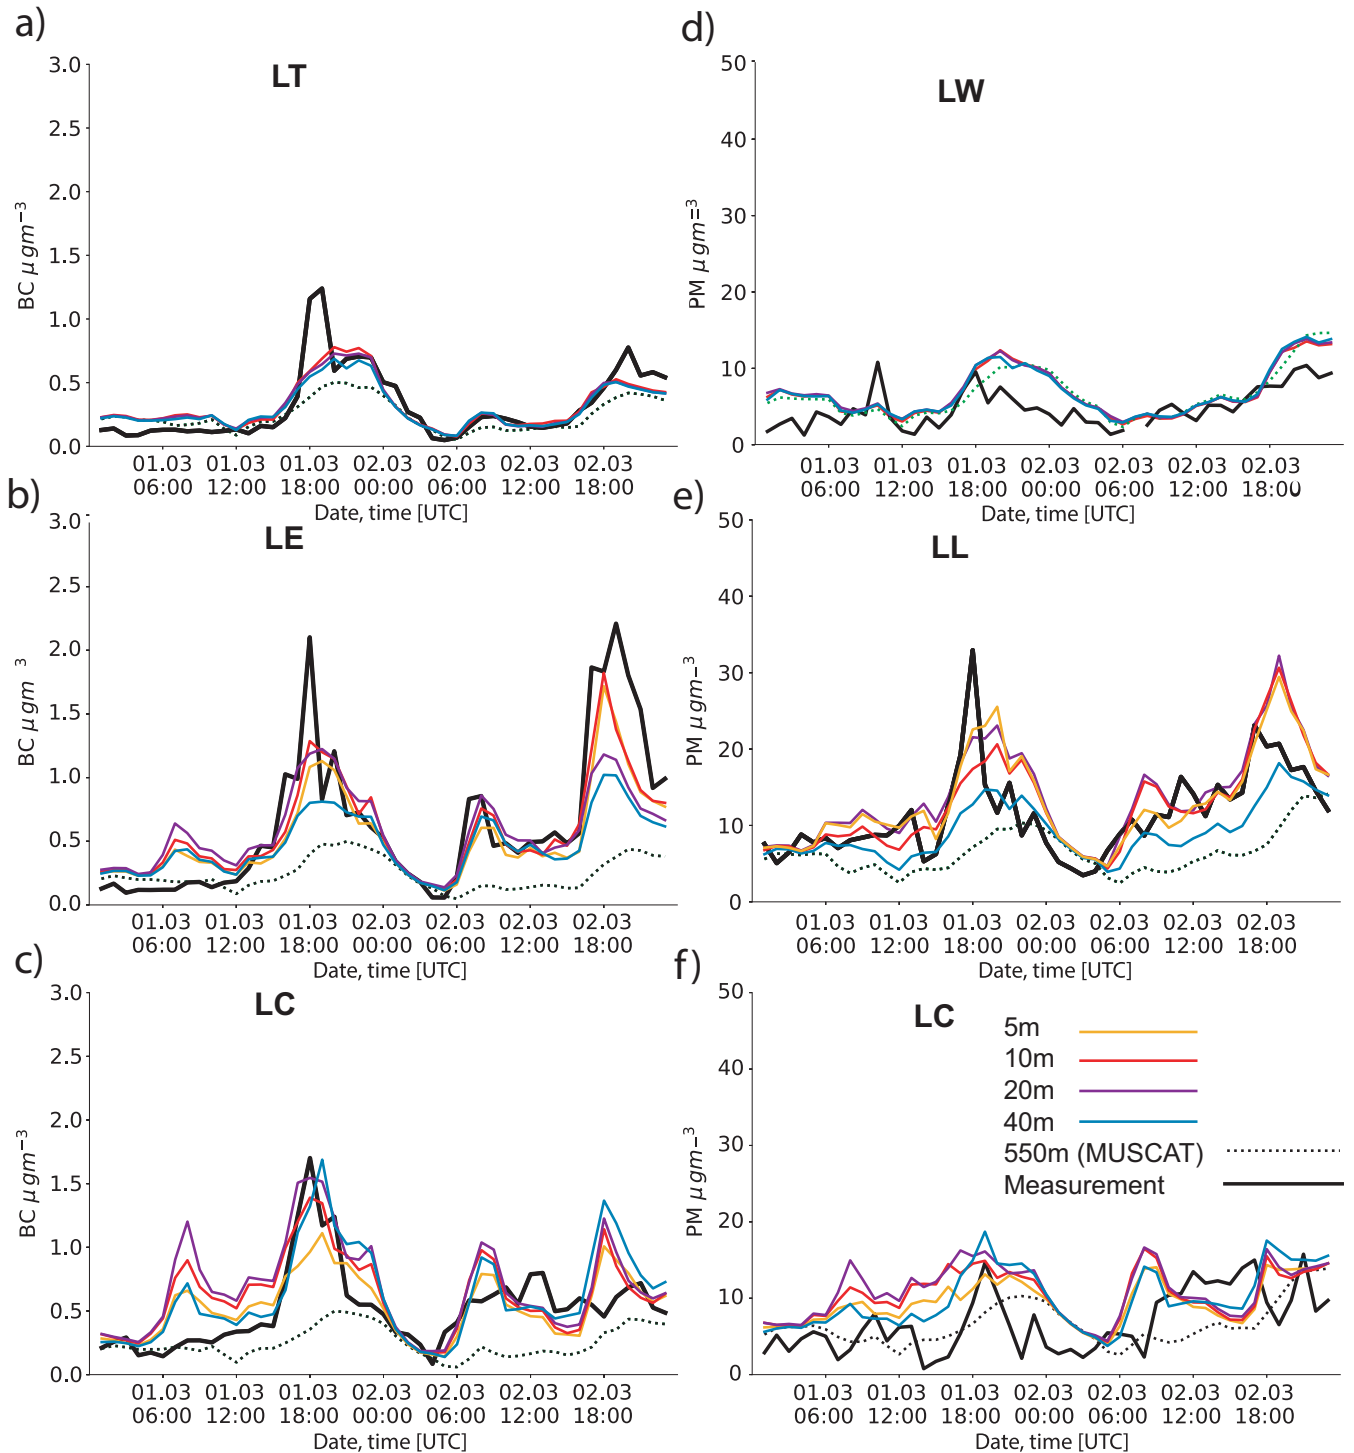 a)
LT
3.0
2.5
2.0
1.5
1.0
0.5
0.0
BC μgm⁻³
01.03 01.03 01.03 02.03 02.03 02.03 02.03
06:00 12:00 18:00 00:00 06:00 12:00 18:00
Date, time [UTC]
b)
LE
3.0
2.5
2.0
1.5
1.0
0.5
0.0
BC μgm 3
01.03 01.03 01.03 02.03 02.03 02.03 02.03
06:00 12:00 18:00 00:00 06:00 12:00 18:00
Date, time [UTC]
c)
LC
3.0
2.5
2.0
1.5
1.0
0.5
0.0
BC μgm⁻³
01.03 01.03 01.03 02.03 02.03 02.03 02.03
06:00 12:00 18:00 00:00 06:00 12:00 18:00
Date, time [UTC]
d)
LW
50
40
30
20
10
0
PM μgm⁼³
01.03 01.03 01.03 02.03 02.03 02.03 02.03
06:00 12:00 18:00 00:00 06:00 12:00 18:00
Date, time [UTC]
e)
LL
50
40
30
20
10
0
PM μgm⁻³
01.03 01.03 01.03 02.03 02.03 02.03 02.03
06:00 12:00 18:00 00:00 06:00 12:00 18:00
Date, time [UTC]
f)
LC
50
40
30
20
10
0
PM μgm⁻³
5m
10m
20m
40m
550m (MUSCAT)
Measurement
01.03 01.03 01.03 02.03 02.03 02.03 02.03
06:00 12:00 18:00 00:00 06:00 12:00 18:00
Date, time [UTC]